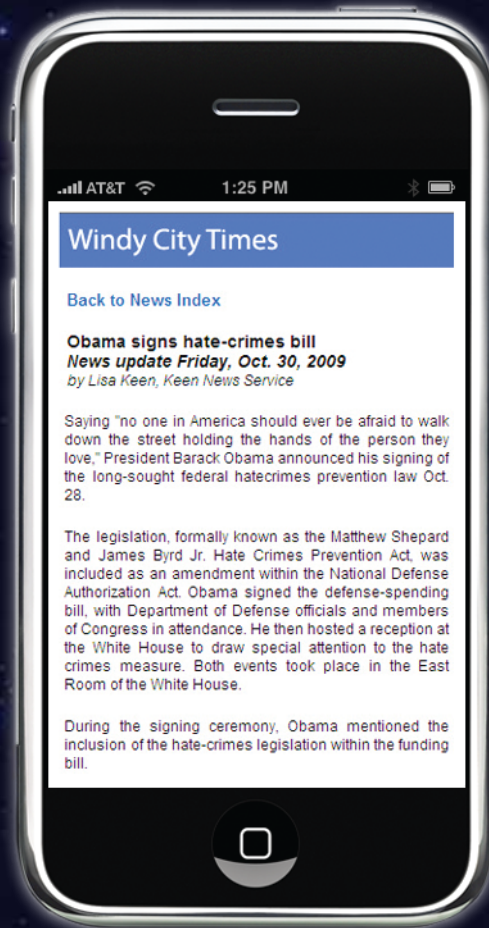 AT&T 1:25 PM
Windy City Times
Back to News Index
Obama signs hate-crimes bill
News update Friday, Oct. 30, 2009
by Lisa Keen, Keen News Service
Saying "no one in America should ever be afraid to walk
down the street holding the hands of the person they
love," President Barack Obama announced his signing of
the long-sought federal hatecrimes prevention law Oct.
28.
The legislation, formally known as the Matthew Shepard
and James Byrd Jr. Hate Crimes Prevention Act, was
included as an amendment within the National Defense
Authorization Act. Obama signed the defense-spending
bill, with Department of Defense officials and members
of Congress in attendance. He then hosted a reception at
the White House to draw special attention to the hate
crimes measure. Both events took place in the East
Room of the White House.
During the signing ceremony, Obama mentioned the
inclusion of the hate-crimes legislation within the funding
bill.